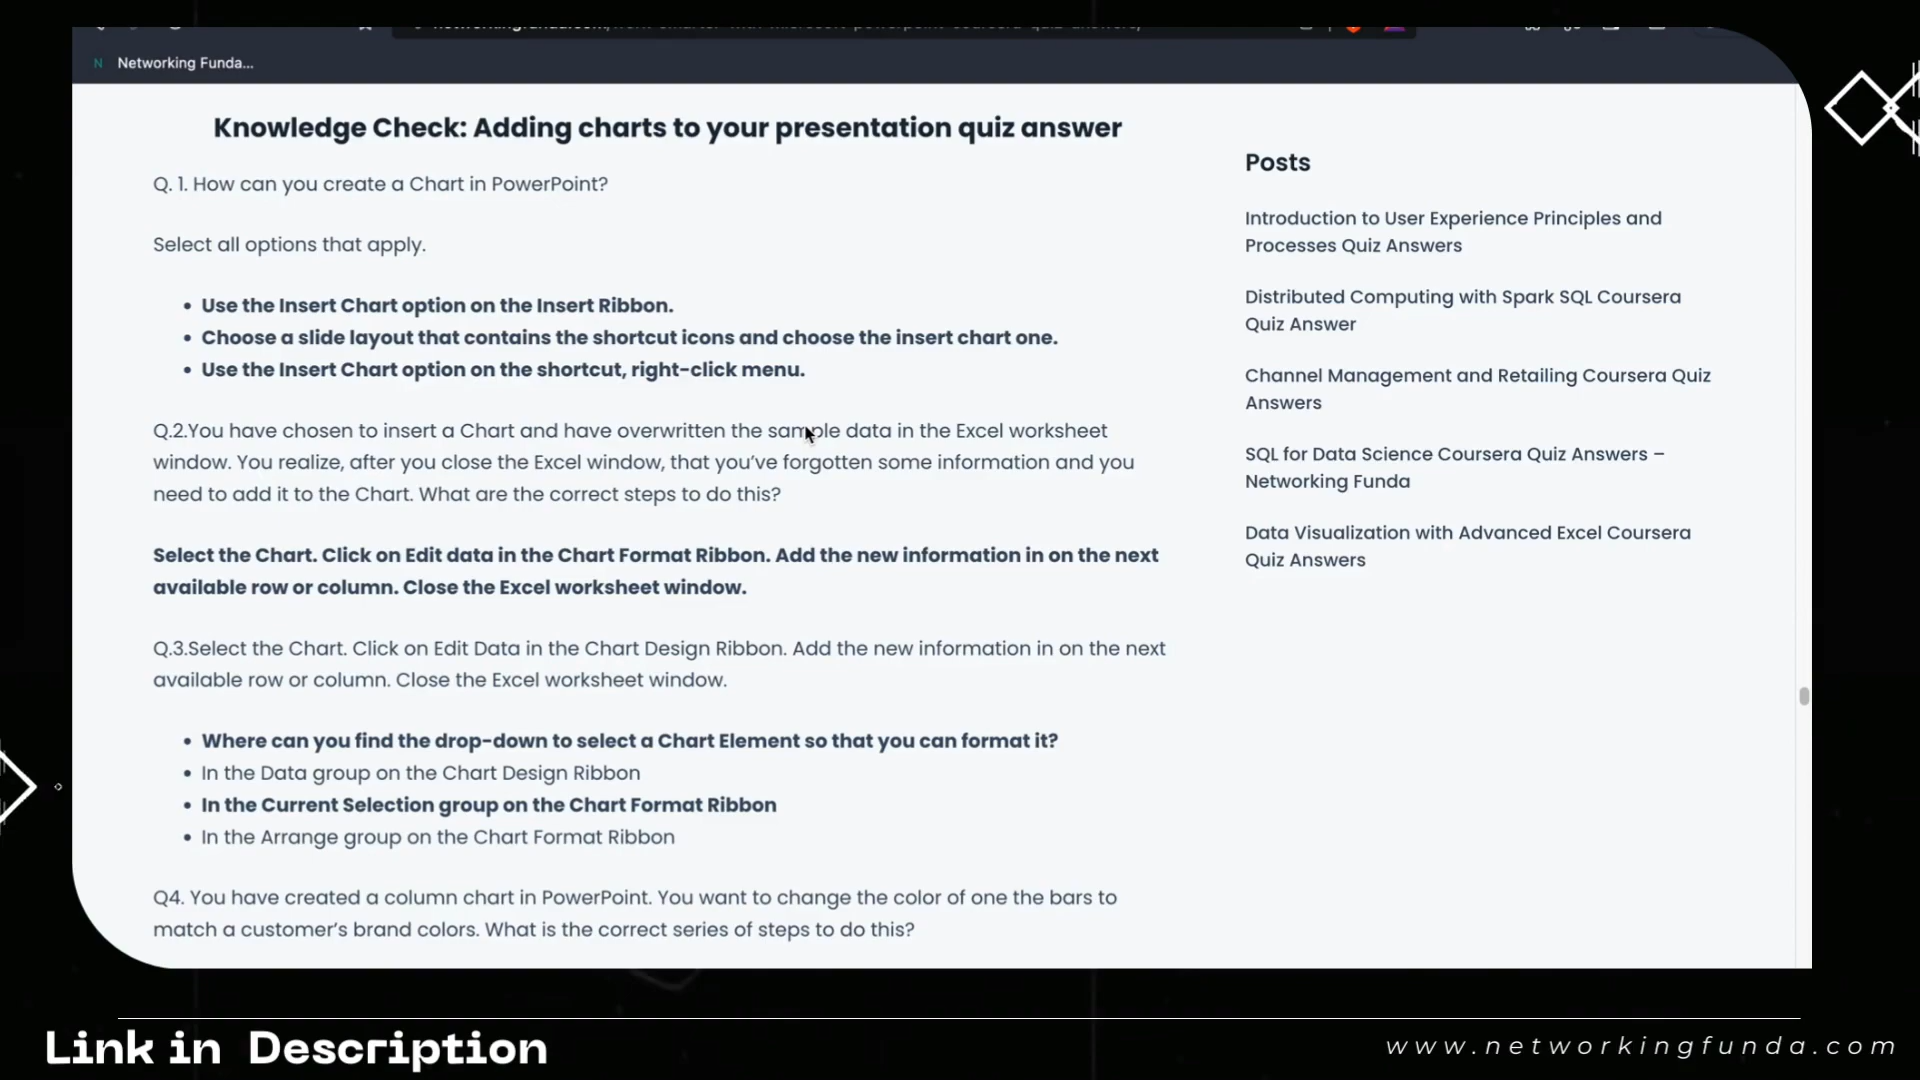 Networking Funda...
Knowledge Check: Adding charts to your presentation quiz answer
Q. 1. How can you create a Chart in PowerPoint?
Select all options that apply.
• Use the Insert Chart option on the Insert Ribbon.
• Choose a slide layout that contains the shortcut icons and choose the insert chart one.
• Use the Insert Chart option on the shortcut, right-click menu.
Q.2.You have chosen to insert a Chart and have overwritten the sample data in the Excel worksheet
window. You realize, after you close the Excel window, that you’ve forgotten some information and you
need to add it to the Chart. What are the correct steps to do this?
Select the Chart. Click on Edit data in the Chart Format Ribbon. Add the new information in on the next
available row or column. Close the Excel worksheet window.
Q.3.Select the Chart. Click on Edit Data in the Chart Design Ribbon. Add the new information in on the next
available row or column. Close the Excel worksheet window.
• Where can you find the drop-down to select a Chart Element so that you can format it?
• In the Data group on the Chart Design Ribbon
• In the Current Selection group on the Chart Format Ribbon
• In the Arrange group on the Chart Format Ribbon
Q4. You have created a column chart in PowerPoint. You want to change the color of one the bars to
match a customer’s brand colors. What is the correct series of steps to do this?
Posts
Introduction to User Experience Principles and
Processes Quiz Answers
Distributed Computing with Spark SQL Coursera
Quiz Answer
Channel Management and Retailing Coursera Quiz
Answers
SQL for Data Science Coursera Quiz Answers –
Networking Funda
Data Visualization with Advanced Excel Coursera
Quiz Answers
Link in Description
www.networkingfunda.com